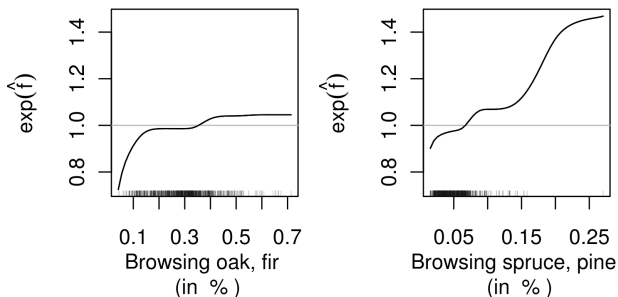 exp(f̂)
1.4
1.2
1.0
0.8
0.1 0.3 0.5 0.7
Browsing oak, fir
(in %)
exp(f̂)
1.4
1.2
1.0
0.8
0.05 0.15 0.25
Browsing spruce, pine
(in %)